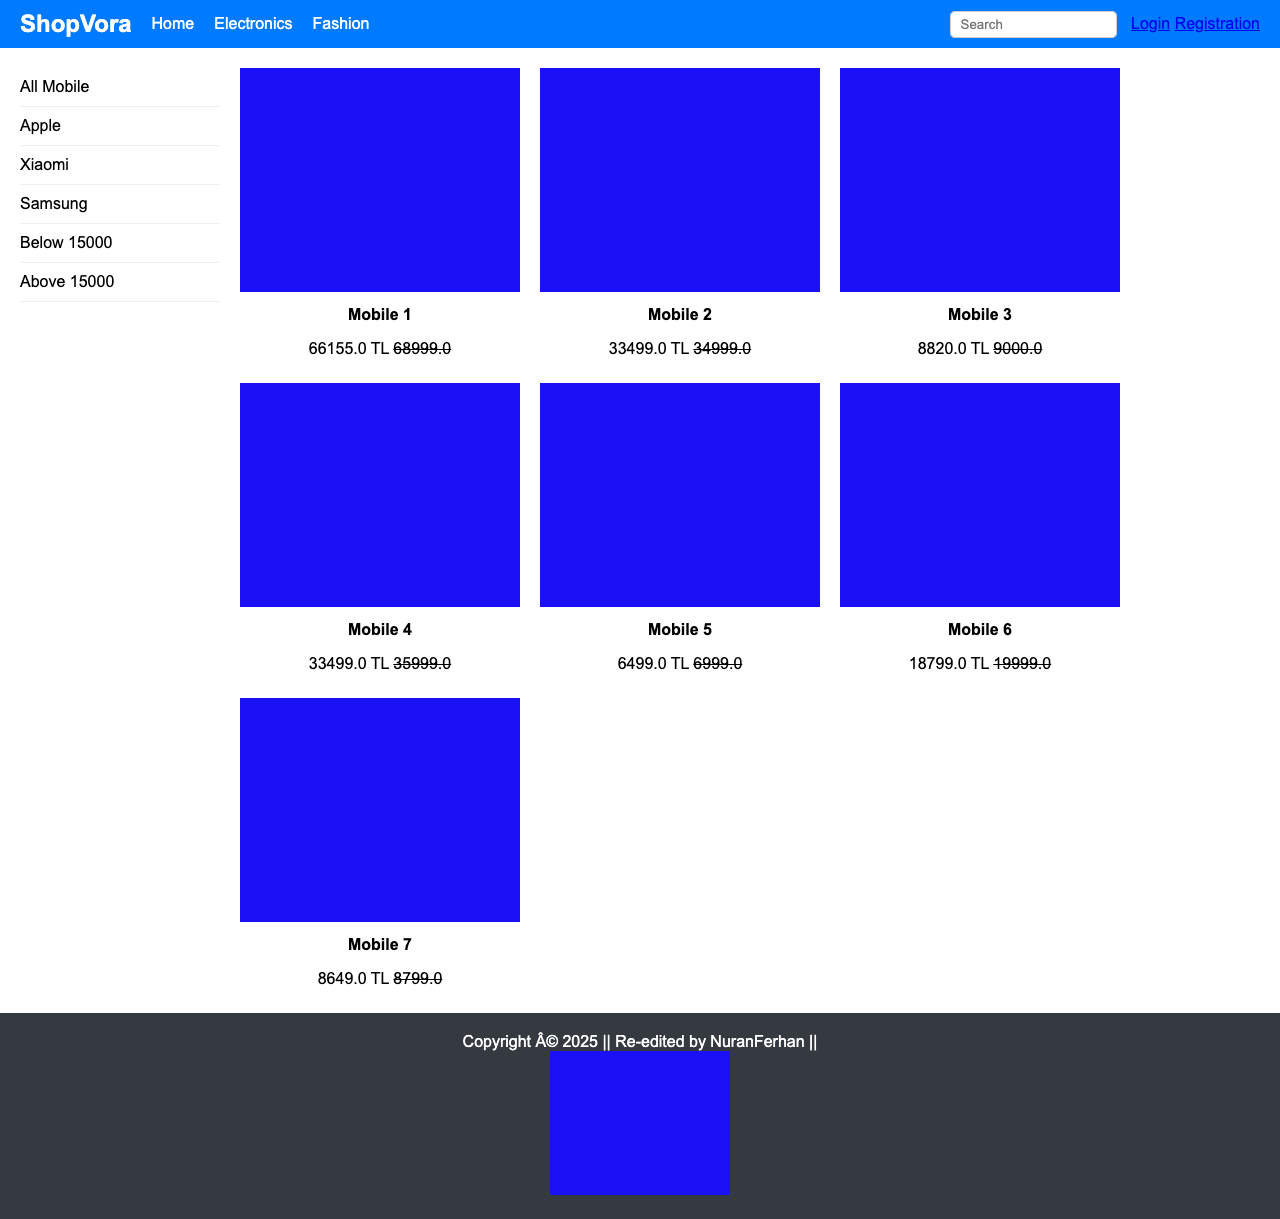 ShopVora Home Electronics Fashion Search Login Registration
All Mobile
Apple
Xiaomi
Samsung
Below 15000
Above 15000
Mobile 1
66155.0 TL 68999.0
Mobile 2
33499.0 TL 34999.0
Mobile 3
8820.0 TL 9000.0
Mobile 4
33499.0 TL 35999.0
Mobile 5
6499.0 TL 6999.0
Mobile 6
18799.0 TL 19999.0
Mobile 7
8649.0 TL 8799.0
Copyright Â© 2025 || Re-edited by NuranFerhan ||